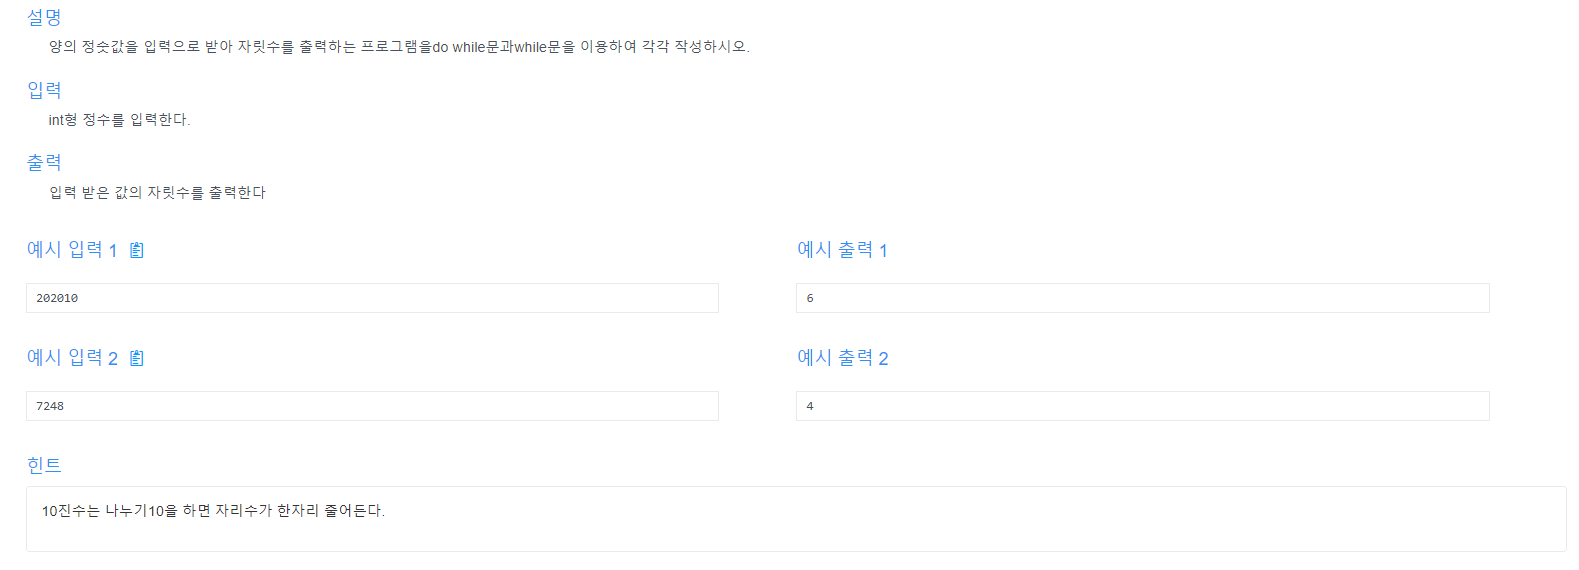 설명
양의 정숫값을 입력으로 받아 자릿수를 출력하는 프로그램을do while문과while문을 이용하여 각각 작성하시오.
입력
int형 정수를 입력한다.
출력
입력 받은 값의 자릿수를 출력한다
예시 입력 1
예시 출력 1
202010
6
예시 입력 2
예시 출력 2
7248
4
힌트
10진수는 나누기10을 하면 자리수가 한자리 줄어든다.